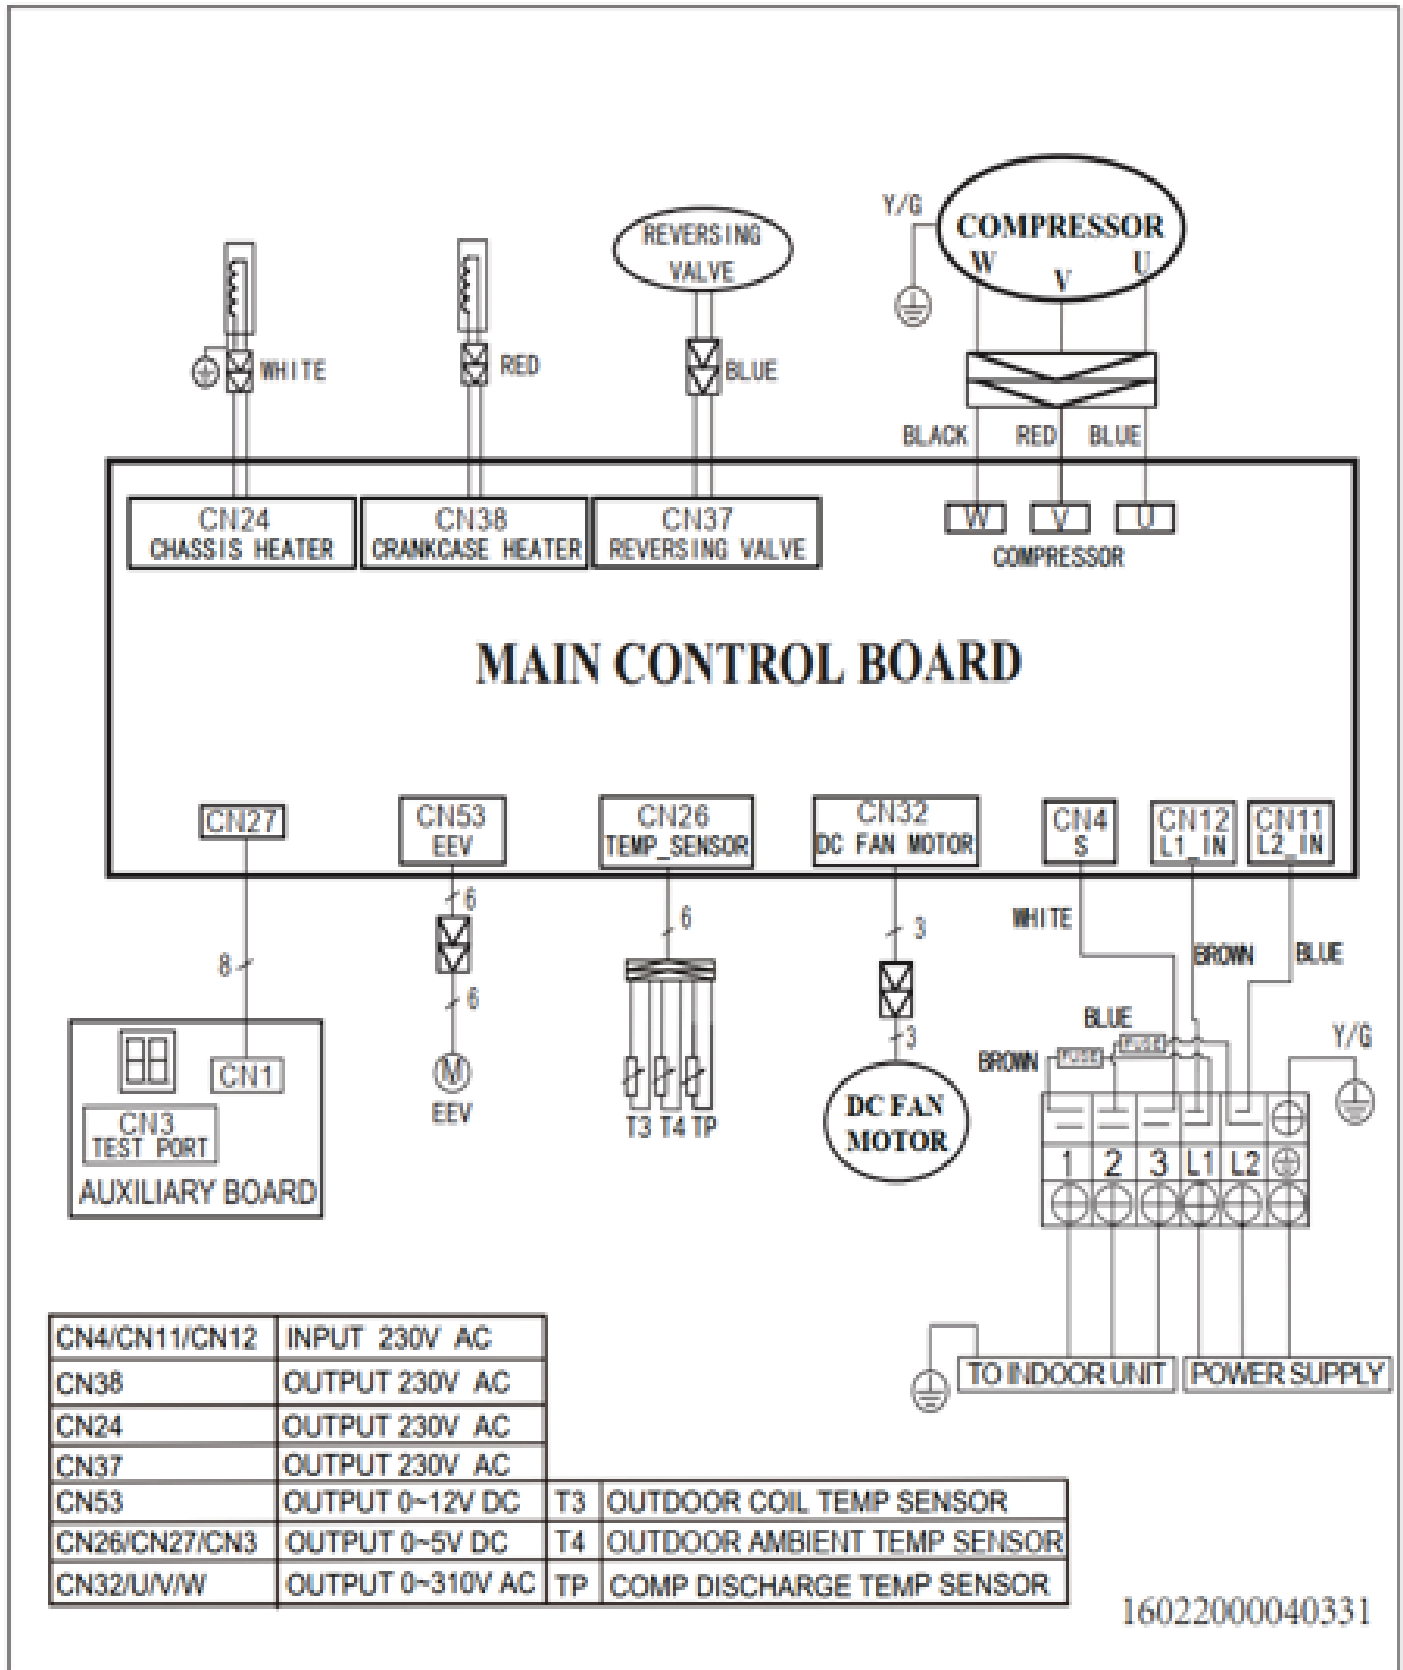 Y/G
COMPRESSOR
W V U
REVERSING
VALVE
WHITE
RED
BLUE
BLACK RED BLUE
CN24
CHASSIS HEATER
CN38
CRANKCASE HEATER
CN37
REVERSING VALVE
W V U
COMPRESSOR
MAIN CONTROL BOARD
CN27
CN53
EEV
CN26
TEMP_SENSOR
CN32
DC FAN MOTOR
CN4
S
CN12
L1_IN
CN11
L2_IN
8
6
6
6
3
3
WHITE
BROWN
BLUE
BLUE
BROWN
FUSE
FUSE
Y/G
CN1
CN3
TEST PORT
AUXILIARY BOARD
M
EEV
T3 T4 TP
DC FAN
MOTOR
1 2 3 L1 L2
TO INDOOR UNIT
POWER SUPPLY
CN4/CN11/CN12 INPUT 230V AC
CN38 OUTPUT 230V AC
CN24 OUTPUT 230V AC
CN37 OUTPUT 230V AC
CN53 OUTPUT 0~12V DC T3 OUTDOOR COIL TEMP SENSOR
CN26/CN27/CN3 OUTPUT 0~5V DC T4 OUTDOOR AMBIENT TEMP SENSOR
CN32/U/V/W OUTPUT 0~310V AC TP COMP DISCHARGE TEMP SENSOR
16022000040331